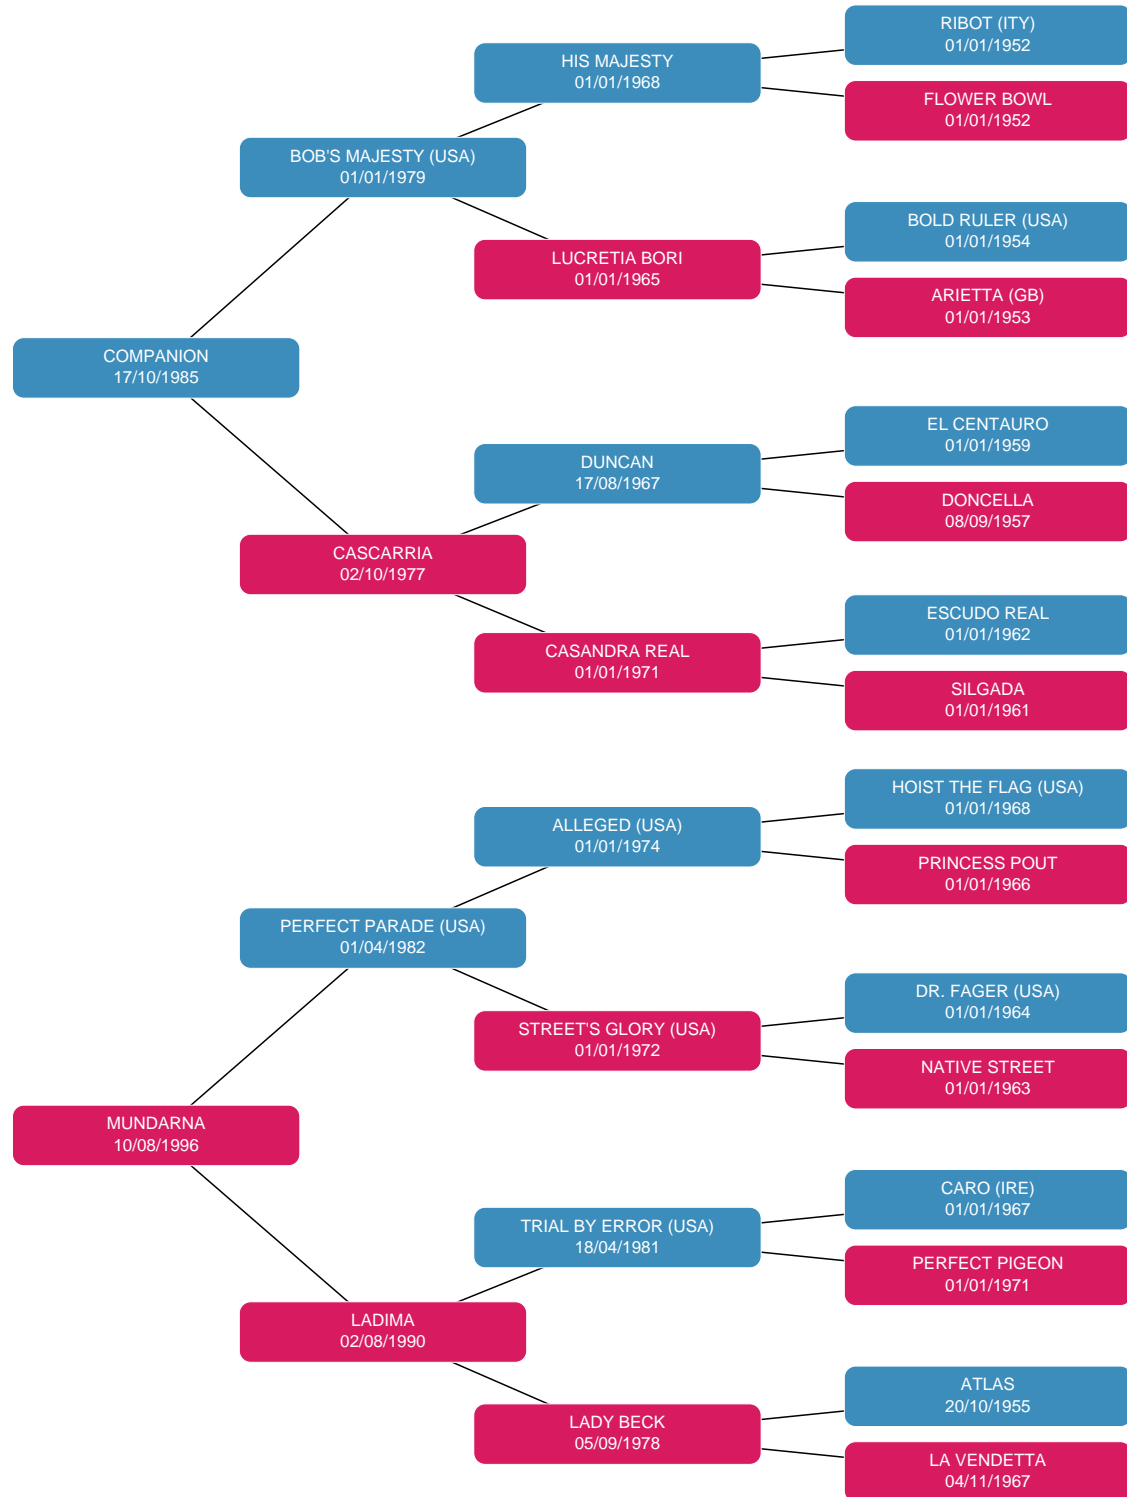 RIBOT (ITY)
01/01/1952
HIS MAJESTY
01/01/1968
FLOWER BOWL
01/01/1952
BOB'S MAJESTY (USA)
01/01/1979
BOLD RULER (USA)
01/01/1954
LUCRETIA BORI
01/01/1965
ARIETTA (GB)
01/01/1953
COMPANION
17/10/1985
EL CENTAURO
01/01/1959
DUNCAN
17/08/1967
DONCELLA
08/09/1957
CASCARRIA
02/10/1977
ESCUDO REAL
01/01/1962
CASANDRA REAL
01/01/1971
SILGADA
01/01/1961
HOIST THE FLAG (USA)
01/01/1968
ALLEGED (USA)
01/01/1974
PRINCESS POUT
01/01/1966
PERFECT PARADE (USA)
01/04/1982
DR. FAGER (USA)
01/01/1964
STREET'S GLORY (USA)
01/01/1972
NATIVE STREET
01/01/1963
MUNDARNA
10/08/1996
CARO (IRE)
01/01/1967
TRIAL BY ERROR (USA)
18/04/1981
PERFECT PIGEON
01/01/1971
LADIMA
02/08/1990
ATLAS
20/10/1955
LADY BECK
05/09/1978
LA VENDETTA
04/11/1967